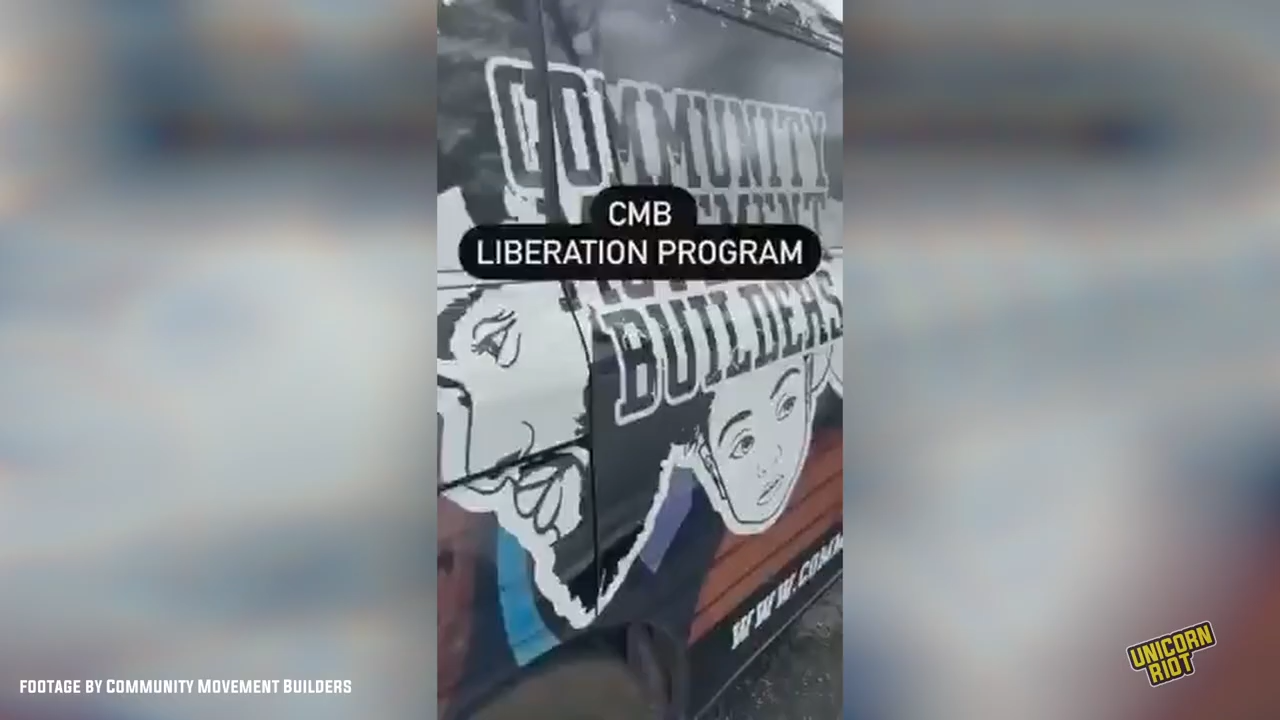 COMMUNITY
CMB
LIBERATION PROGRAM
BUILDERS
FOOTAGE BY COMMUNITY MOVEMENT BUILDERS
UNICORN
RIOT